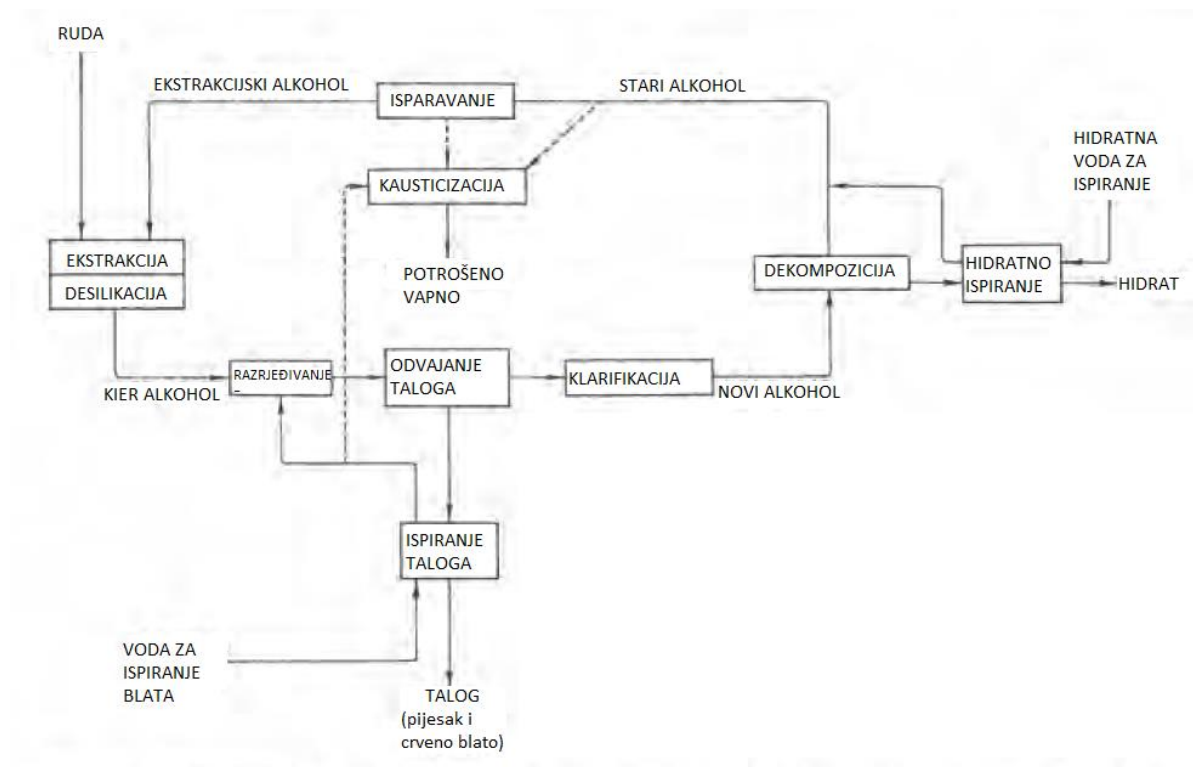 RUDA
EKSTRAKCIJSKI ALKOHOL
ISPARAVANJE
STARI ALKOHOL
HIDRATNA
VODA ZA
ISPIRANJE
KAUSTICIZACIJA
EKSTRAKCIJA
DESILIKACIJA
POTROŠENO
VAPNO
DEKOMPOZICIJA
HIDRATNO
ISPIRANJE
HIDRAT
KIER ALKOHOL
RAZRJEĐIVANJE
–
ODVAJANJE
TALOGA
KLARIFIKACIJA
NOVI ALKOHOL
ISPIRANJE
TALOGA
VODA ZA
ISPIRANJE
BLATA
TALOG
(pijesak i
crveno blato)